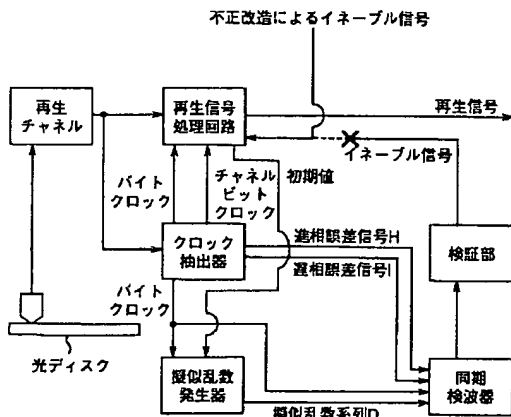 不正改造によるイネーブル信号
再生
チャネル
再生信号
処理回路
再生信号
イネーブル信号
バイト
クロック
チャネル
ビット
クロック
初期値
クロック
抽出器
進相誤差信号H
遅相誤差信号I
検証部
バイト
クロック
光ディスク
擬似乱数
発生器
擬似乱数系列D
同期
検波器